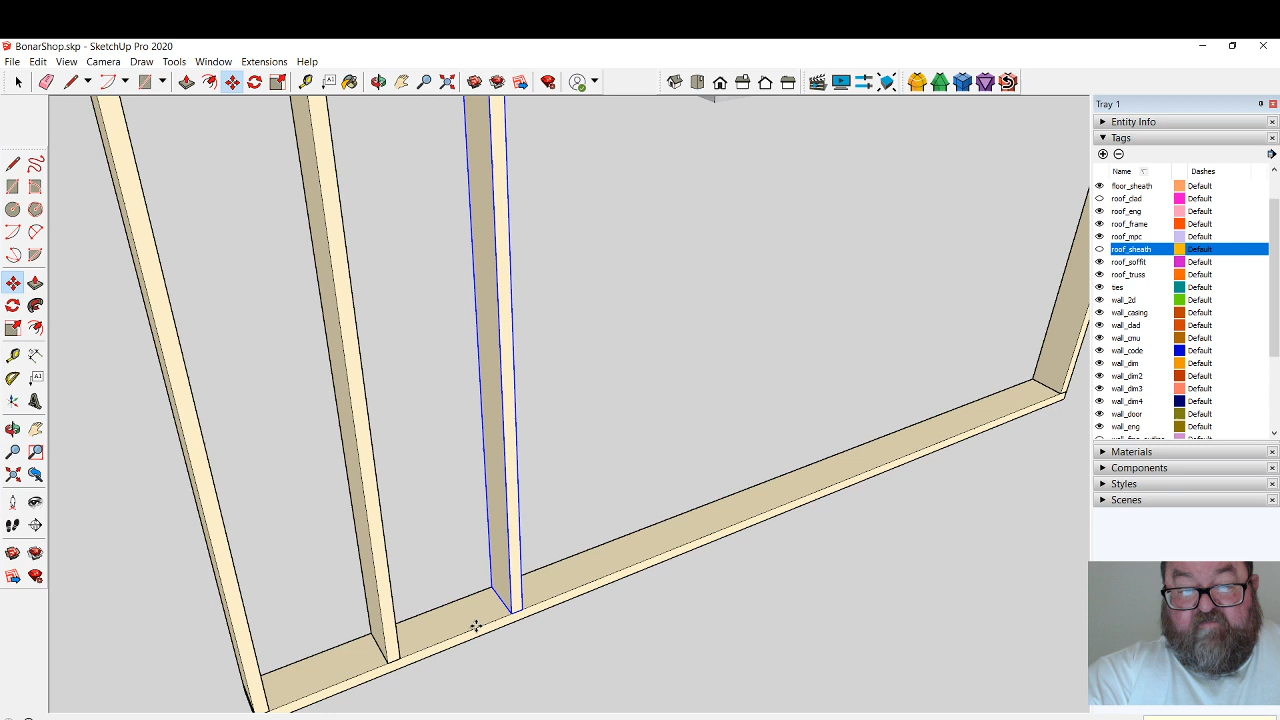 BonarShop.skp - SketchUp Pro 2020
File Edit View Camera Draw Tools Window Extensions Help
Tray 1
Entity Info
Tags
Name Dashes
floor_sheath Default
roof_clad Default
roof_eng Default
roof_frame Default
roof_mpc Default
roof_sheath Default
roof_soffit Default
roof_truss Default
ties Default
wall_2d Default
wall_casing Default
wall_clad Default
wall_cmu Default
wall_code Default
wall_dim Default
wall_dim2 Default
wall_dim3 Default
wall_dim4 Default
wall_door Default
wall_eng Default
Materials
Components
Styles
Scenes